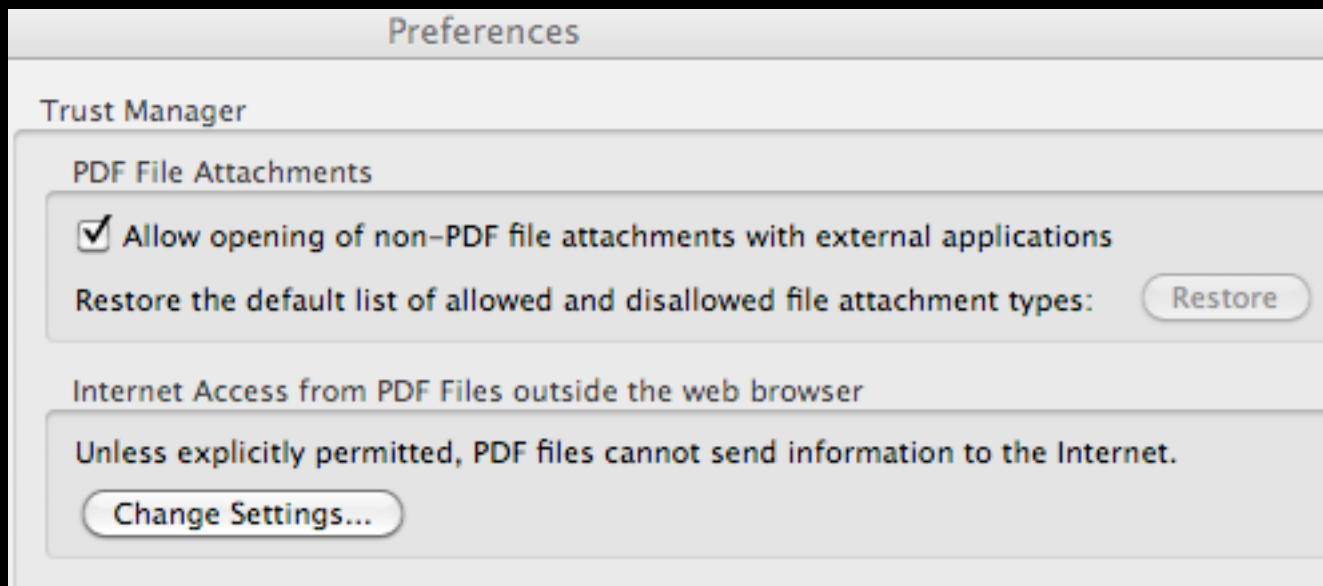 Preferences
Trust Manager
PDF File Attachments
Allow opening of non-PDF file attachments with external applications
Restore the default list of allowed and disallowed file attachment types: Restore
Internet Access from PDF Files outside the web browser
Unless explicitly permitted, PDF files cannot send information to the Internet.
Change Settings...